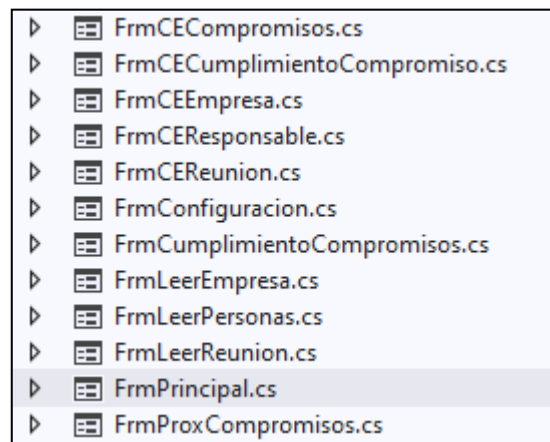 FrmCECompromisos.cs
FrmCECumplimientoCompromiso.cs
FrmCEEmpresa.cs
FrmCEResponsable.cs
FrmCEReunion.cs
FrmConfiguracion.cs
FrmCumplimientoCompromisos.cs
FrmLeerEmpresa.cs
FrmLeerPersonas.cs
FrmLeerReunion.cs
FrmPrincipal.cs
FrmProxCompromisos.cs